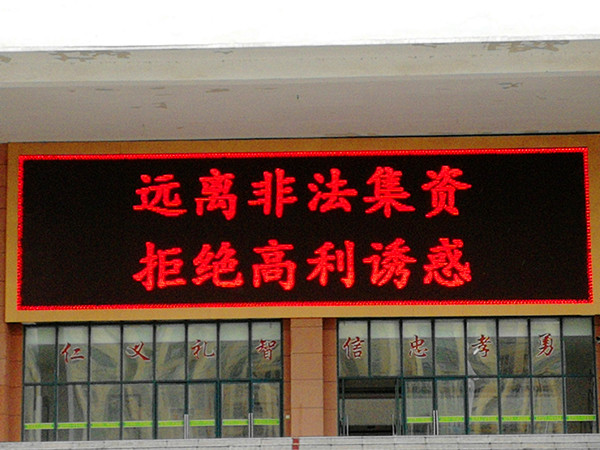 远离非法集资
拒绝高利诱惑
仁义礼智 信忠孝勇